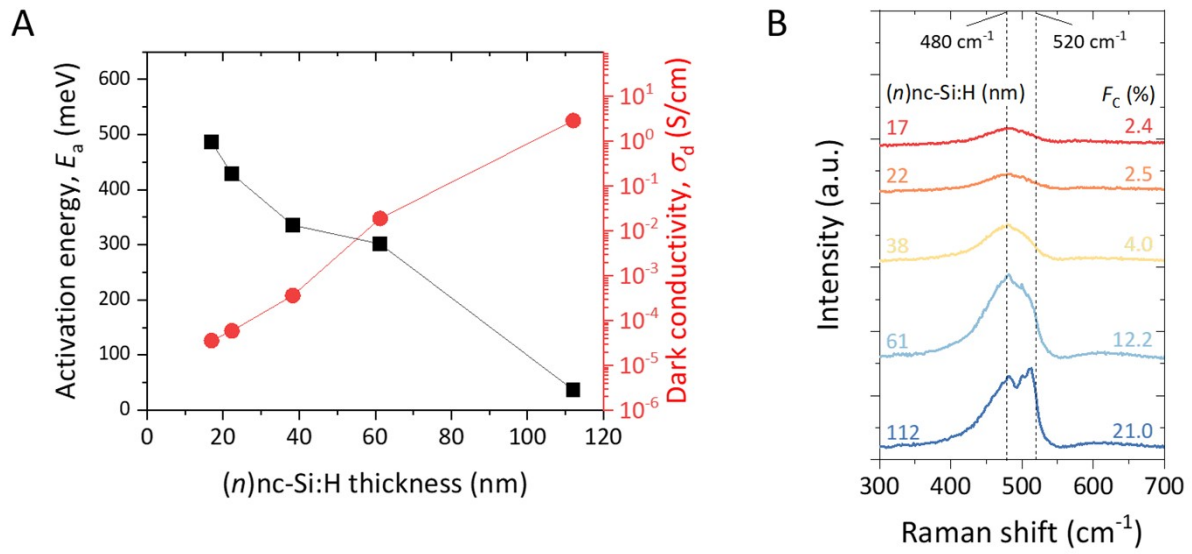 A
Activation energy, Eₐ (meV)
600
500
400
300
200
100
0
0 20 40 60 80 100 120
(n)nc-Si:H thickness (nm)
10¹
10⁰
10⁻¹
10⁻²
10⁻³
10⁻⁴
10⁻⁵
10⁻⁶
Dark conductivity, σd (S/cm)
B
480 cm⁻¹ 520 cm⁻¹
(n)nc-Si:H (nm) FC (%)
17 2.4
22 2.5
38 4.0
61 12.2
112 21.0
Intensity (a.u.)
300 400 500 600 700
Raman shift (cm⁻¹)